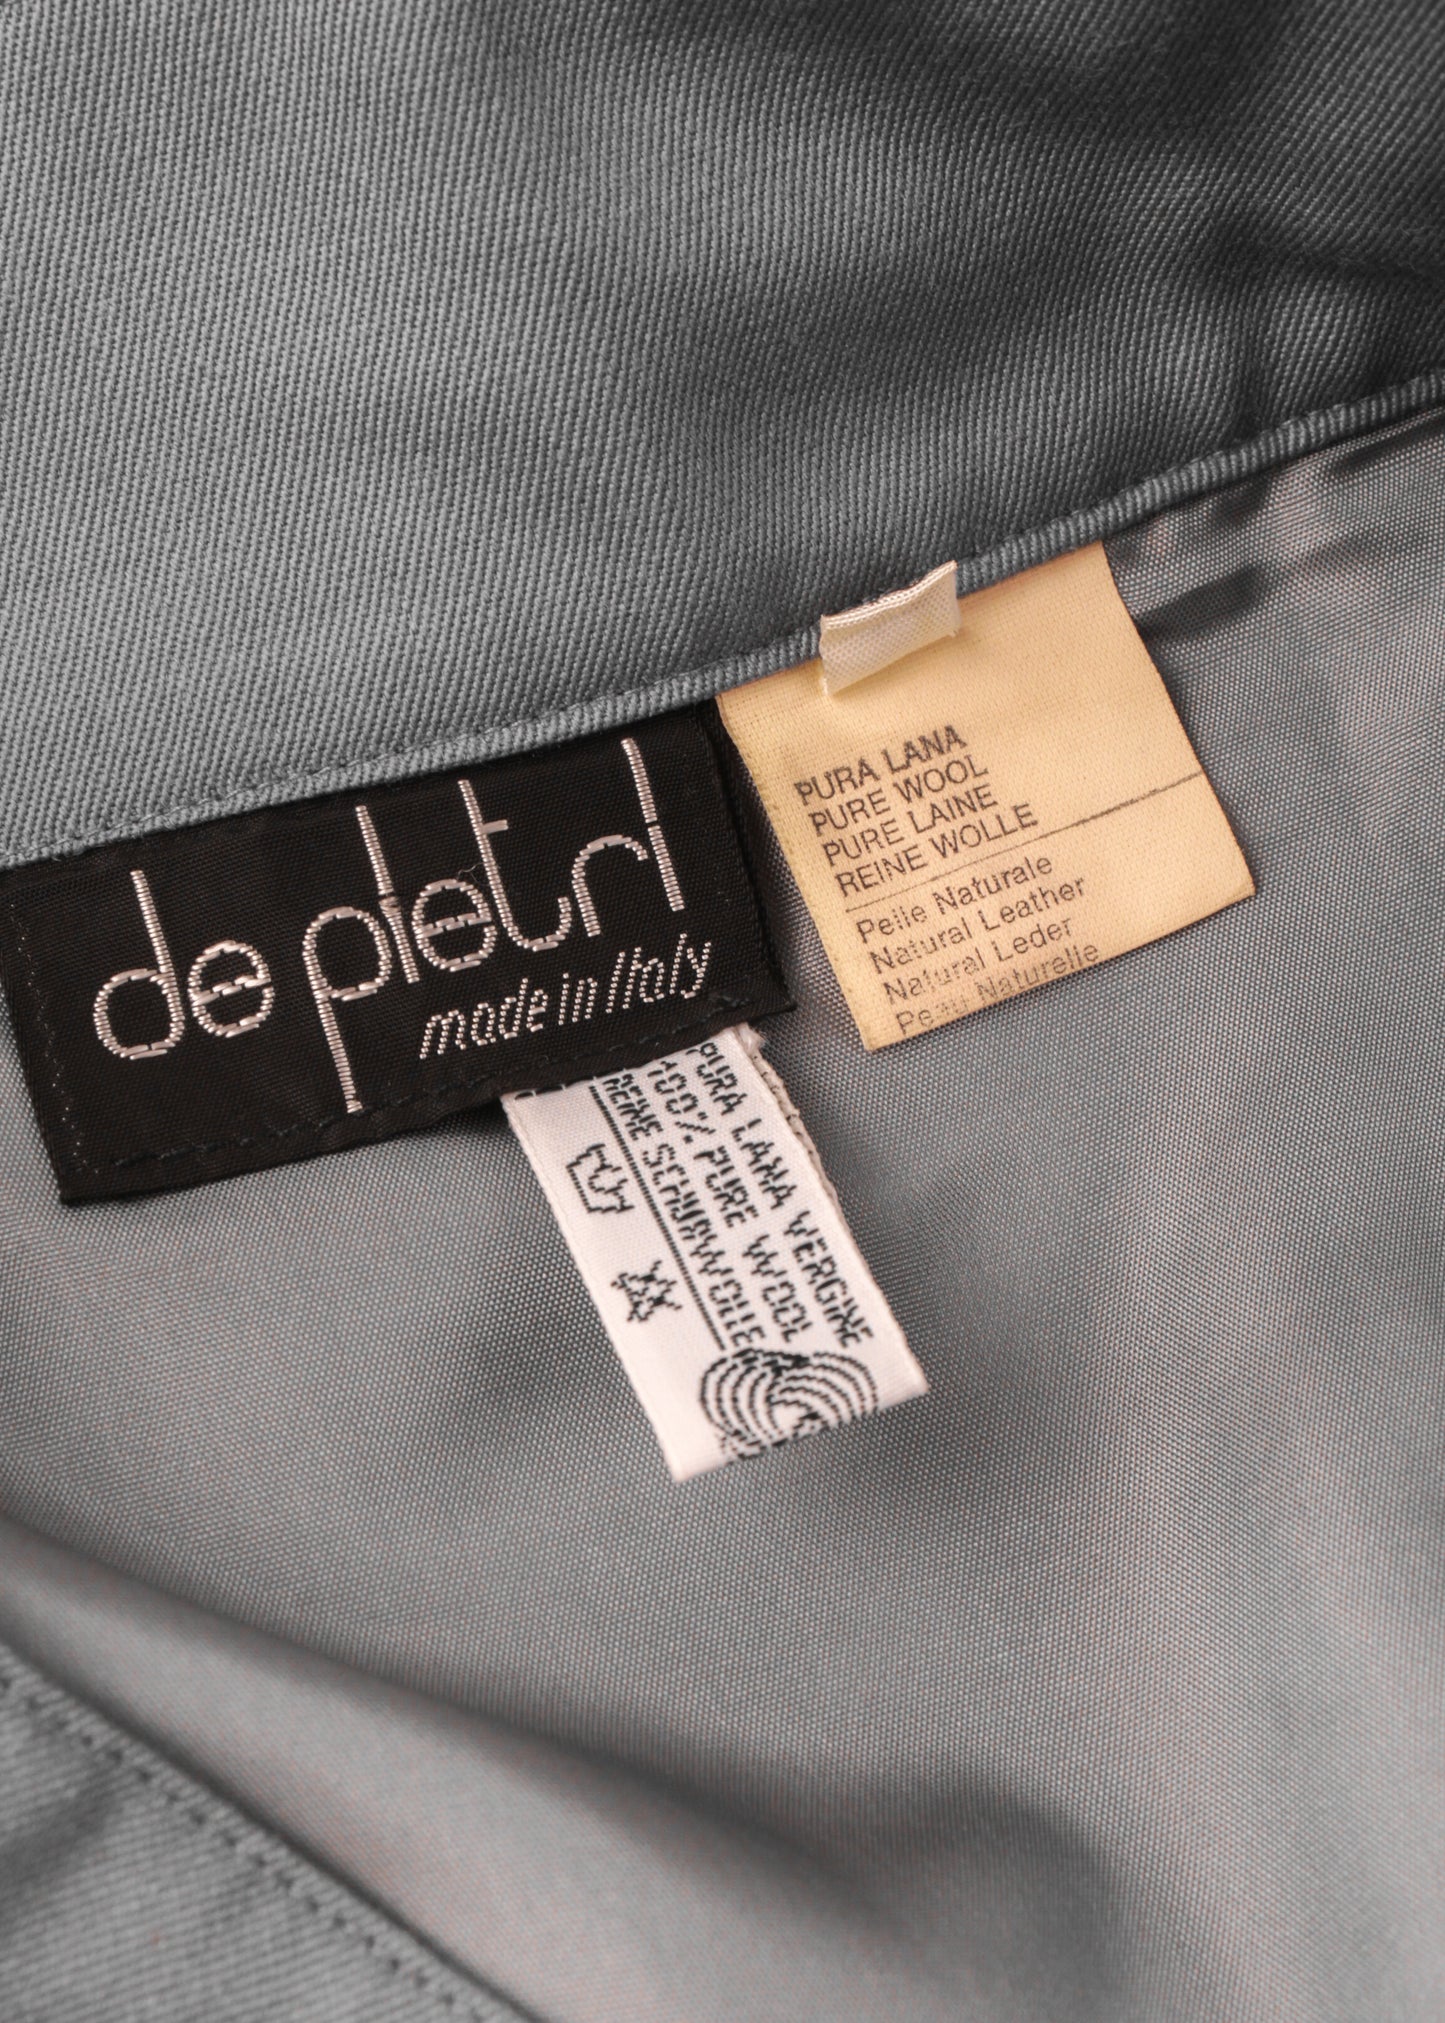 de pietri
made in Italy
PURA LANA
PURE WOOL
PURE LAINE
REINE WOLLE
Pelle Naturale
Natural Leather
Natural Leder
Peau Naturelle
PURA LANA VERGINE
100% PURE WOOL
REINE SCHURWOLLE